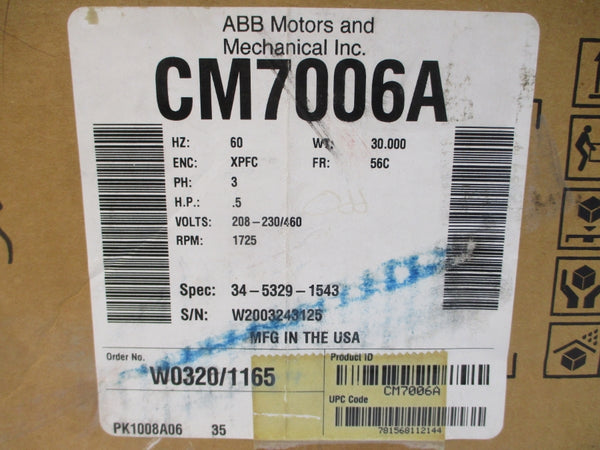 ABB Motors and
Mechanical Inc.
CM7006A
HZ: 60 WT: 30.000
ENC: XPFC FR: 56C
PH: 3
H.P.: .5
VOLTS: 208-230/460
RPM: 1725
Spec: 34-5329-1543
S/N: W2003243125
MFG IN THE USA
Order No. Product ID
W0320/1165
CM7006A
UPC Code
781568112144
PK1008A06 35